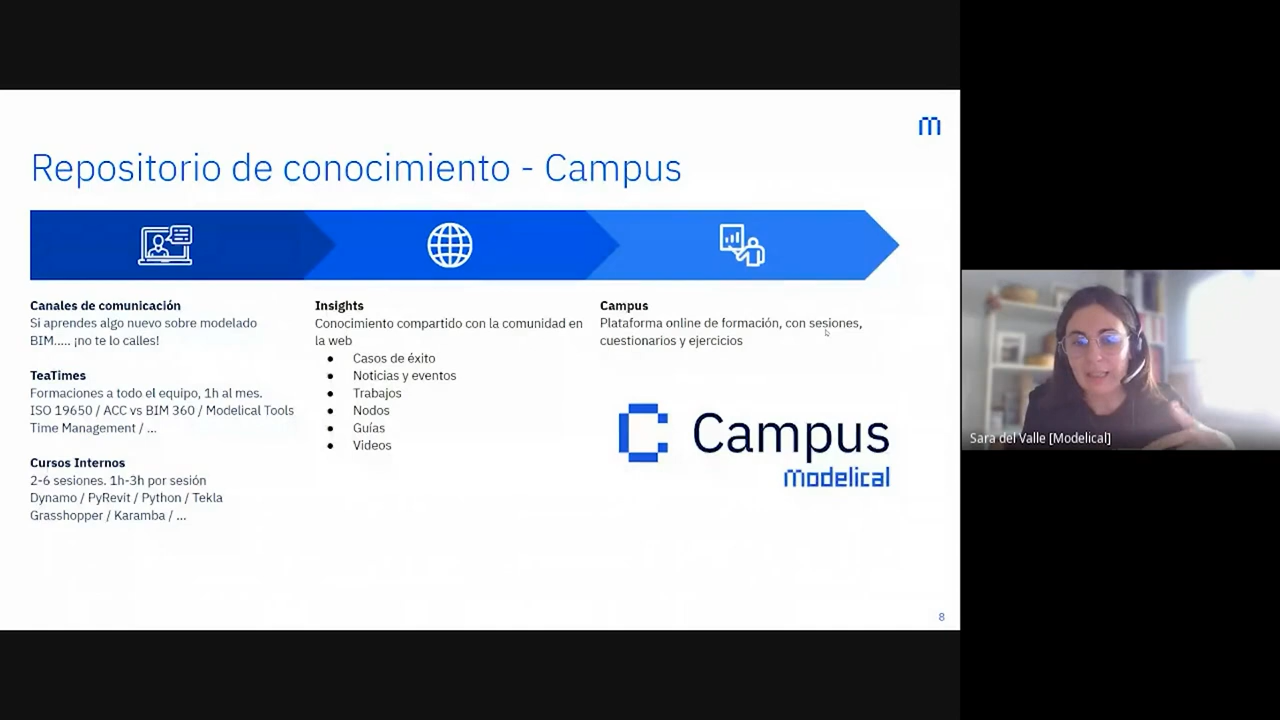 m
Repositorio de conocimiento - Campus
Canales de comunicación
Si aprendes algo nuevo sobre modelado
BIM..... ¡no te lo calles!
TeaTimes
Formaciones a todo el equipo, 1h al mes.
ISO 19650 / ACC vs BIM 360 / Modelical Tools
Time Management / ...
Cursos Internos
2-6 sesiones. 1h-3h por sesión
Dynamo / PyRevit / Python / Tekla
Grasshopper / Karamba / ...
Insights
Conocimiento compartido con la comunidad en
la web
● Casos de éxito
● Noticias y eventos
● Trabajos
● Nodos
● Guías
● Videos
Campus
Plataforma online de formación, con sesiones,
cuestionarios y ejercicios
C Campus
modelical
8
Sara del Valle [Modelical]